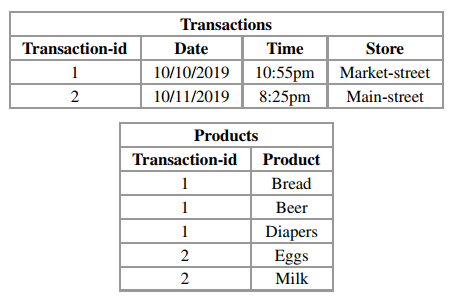 Transactions
Transaction-id Date Time Store
1 10/10/2019 10:55pm Market-street
2 10/11/2019 8:25pm Main-street
Products
Transaction-id Product
1 Bread
1 Beer
1 Diapers
2 Eggs
2 Milk